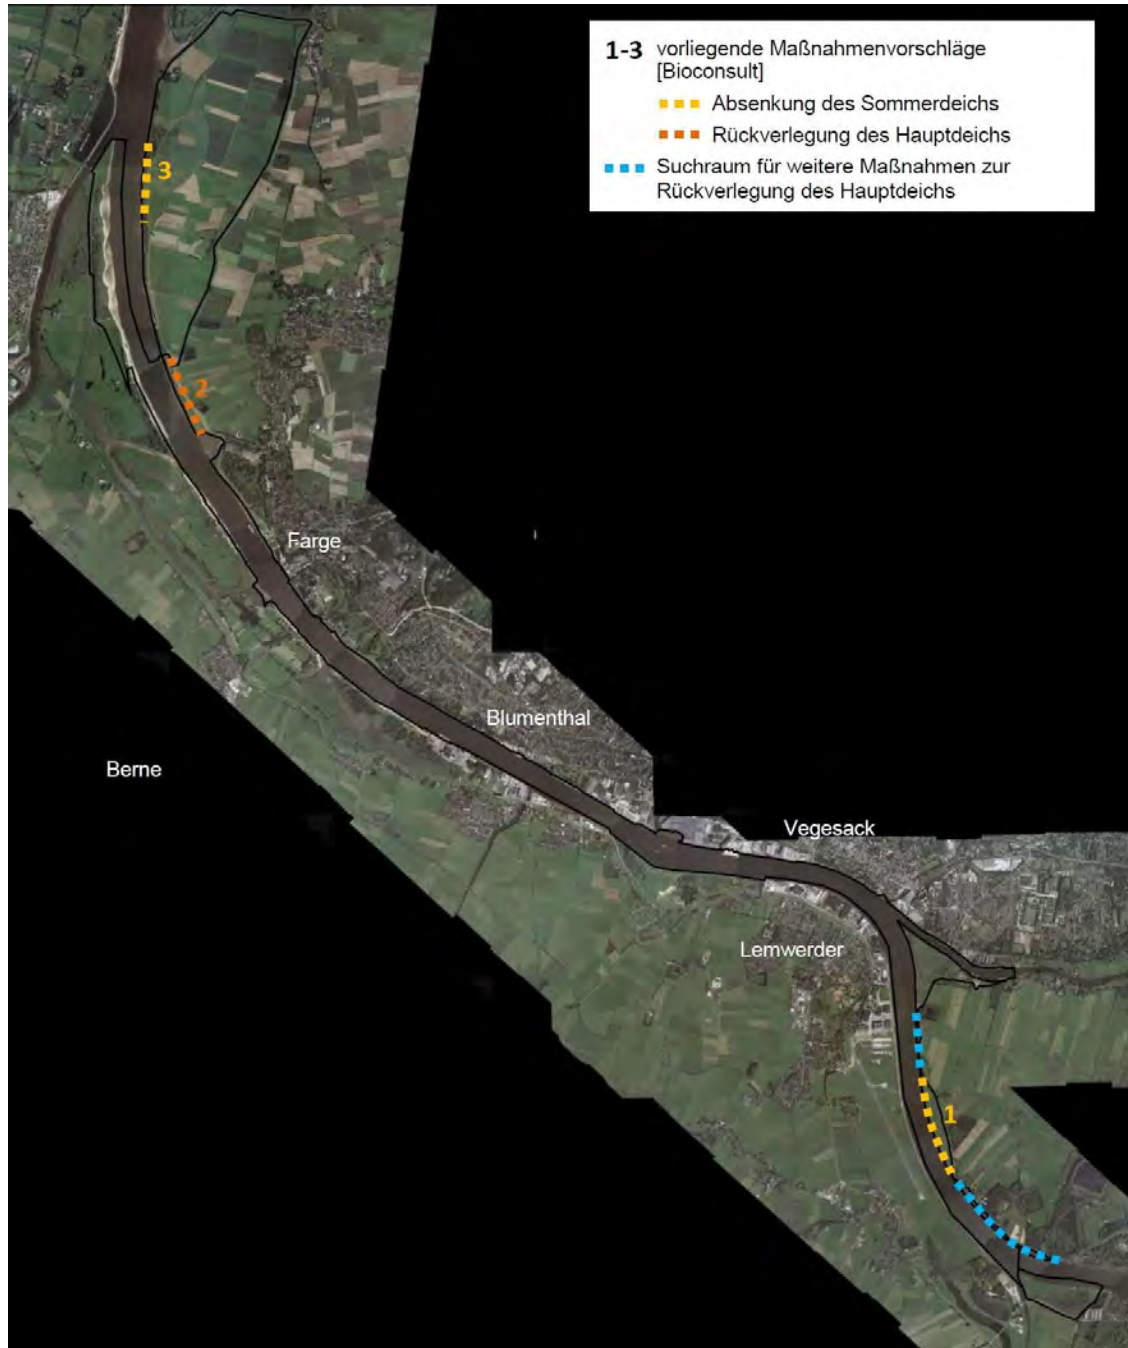 1-3 vorliegende Maßnahmenvorschläge
[Bioconsult]
Absenkung des Sommerdeichs
Rückverlegung des Hauptdeichs
Suchraum für weitere Maßnahmen zur
Rückverlegung des Hauptdeichs
3
2
Farge
Blumenthal
Berne
Vegesack
Lemwerder
1